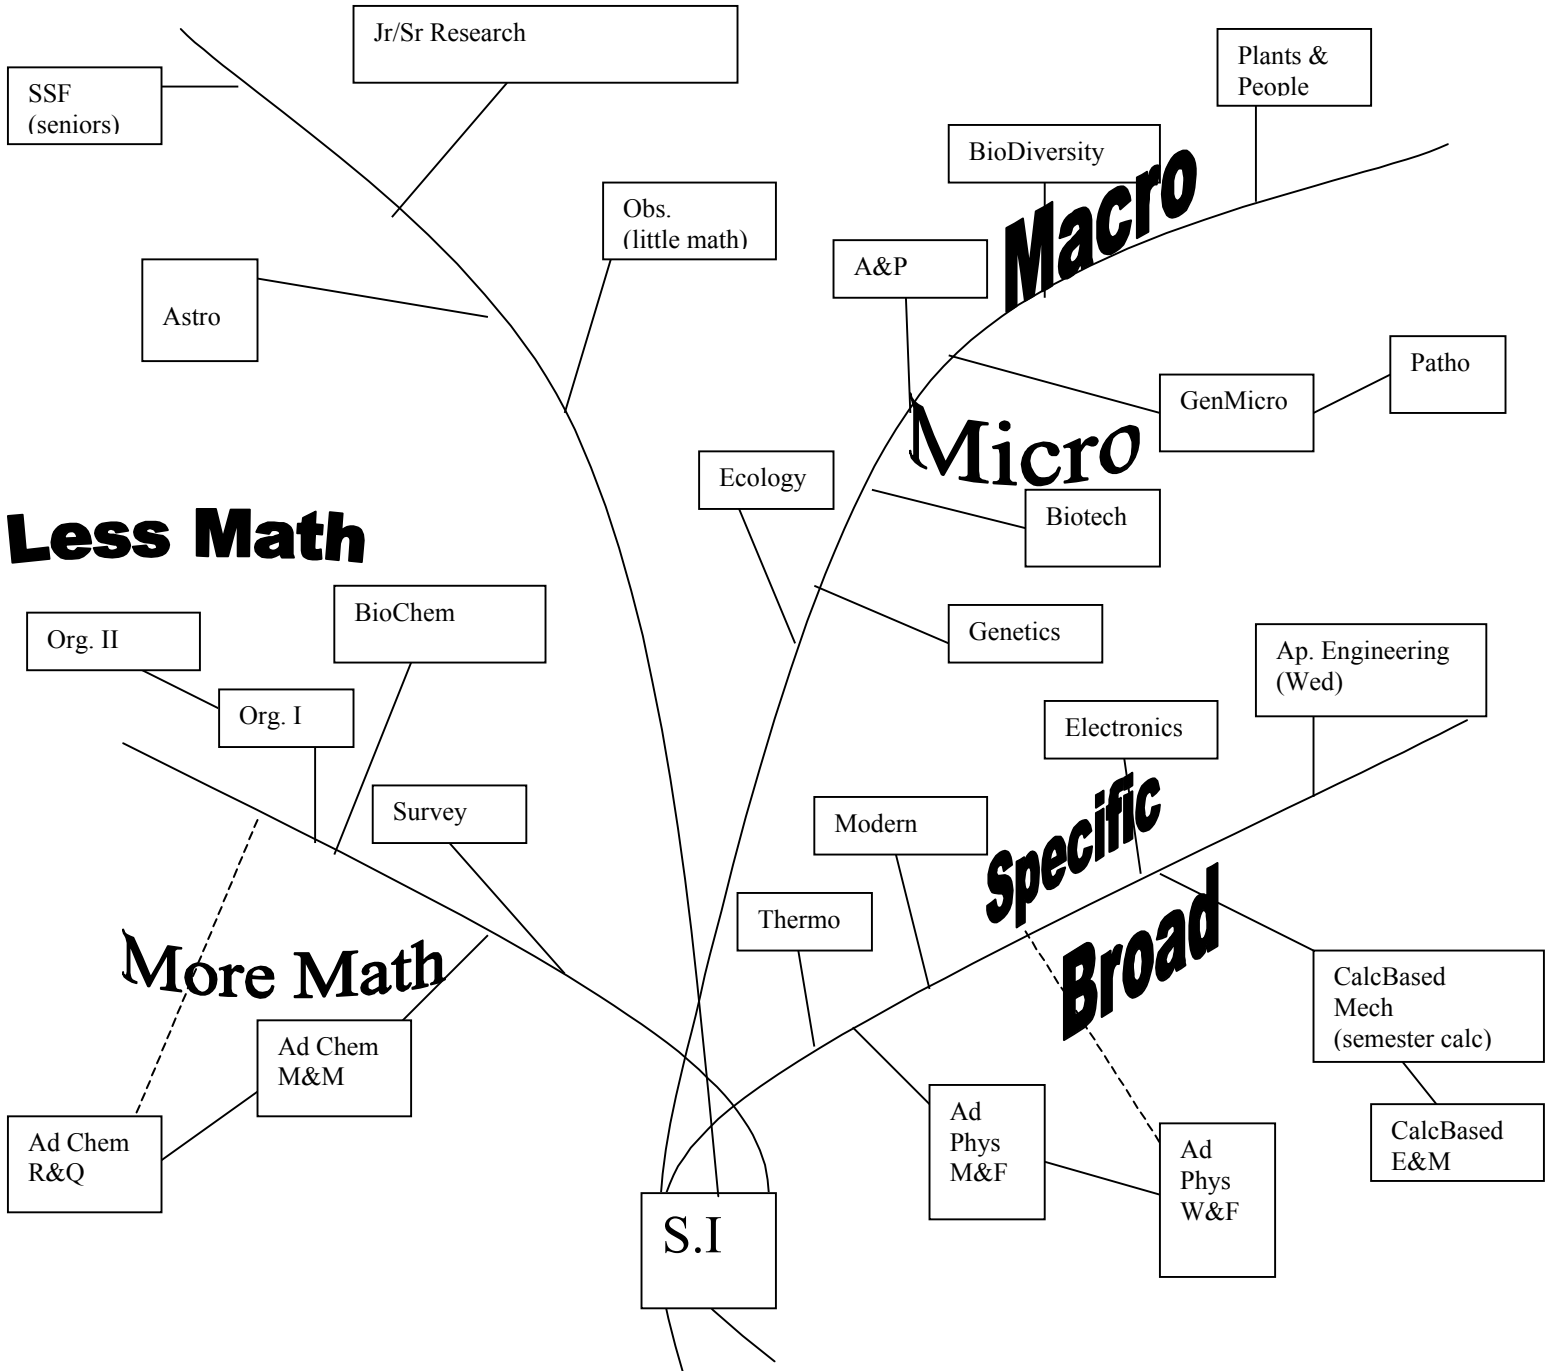 Jr/Sr Research
Plants &
People
SSF
(seniors)
BioDiversity
Macro
Obs.
(little math)
A&P
Astro
Patho
GenMicro
Micro
Ecology
Biotech
Less Math
BioChem
Org. II
Genetics
Ap. Engineering
(Wed)
Org. I
Electronics
Survey
Modern
Specific
Thermo
Broad
More Math
CalcBased
Mech
(semester calc)
Ad Chem
M&M
Ad
Phys
M&F
CalcBased
E&M
Ad Chem
R&Q
Ad
Phys
W&F
S.I